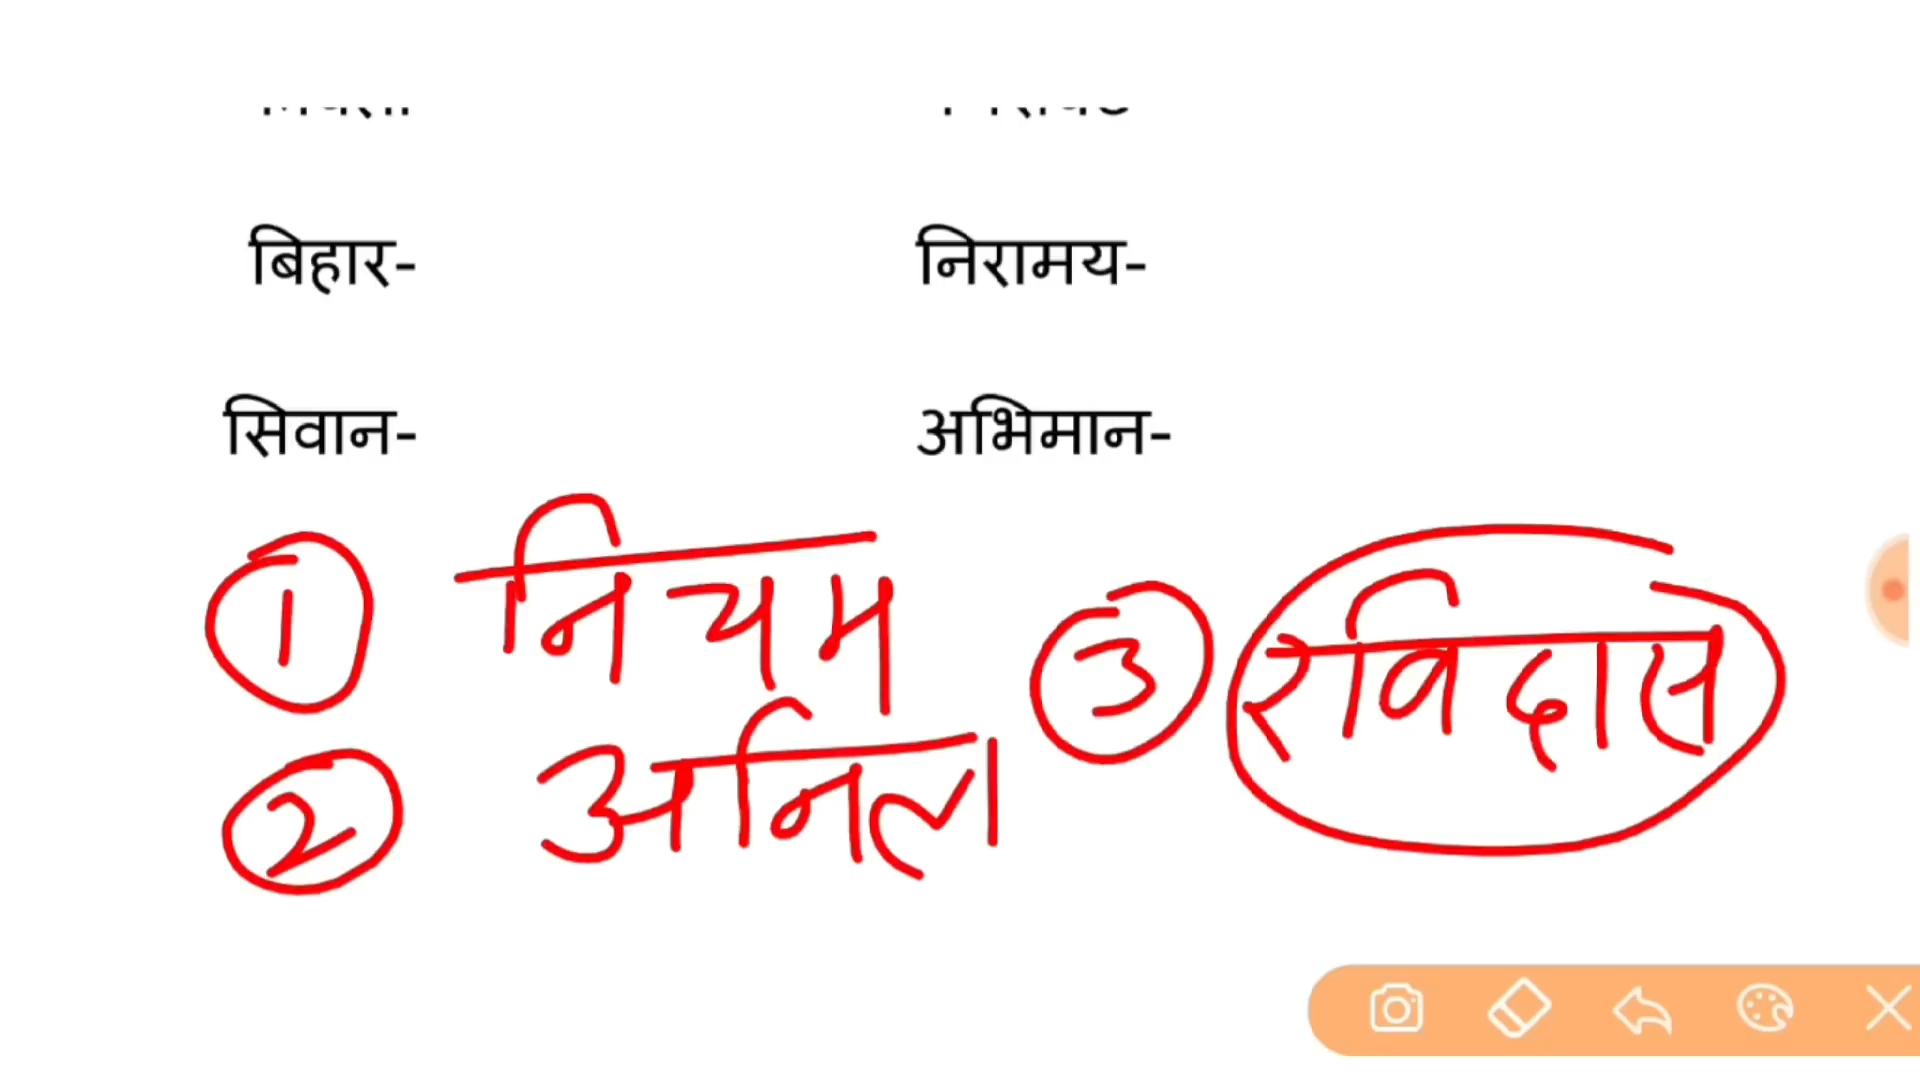 बिहार- निरामय-
सिवान- अभिमान-
1 नियम 3 रविदास
2 अनिल